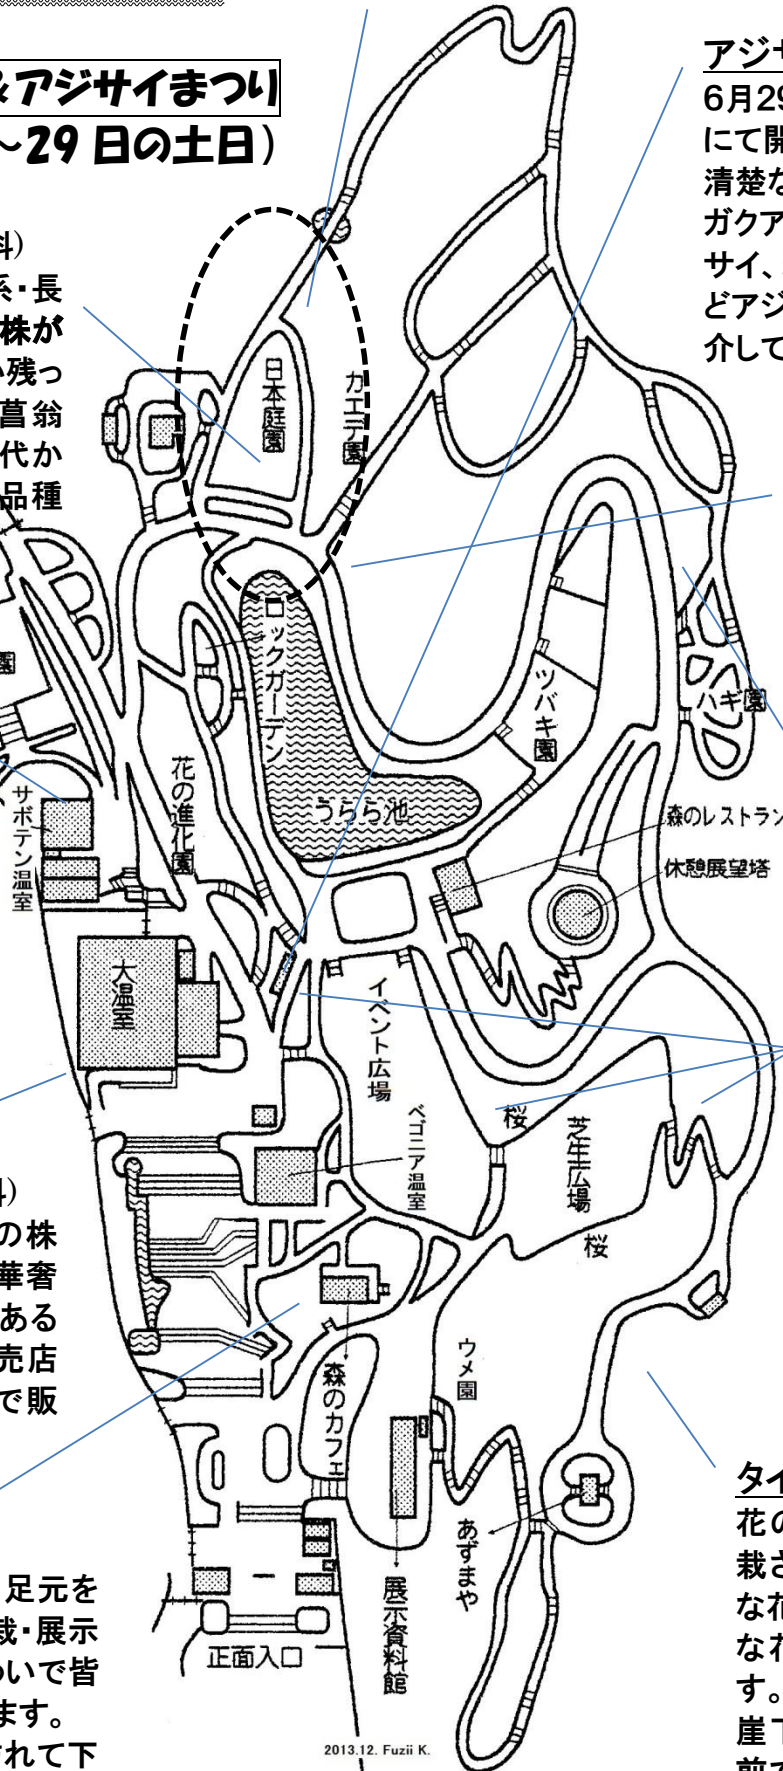 &アジサイまつり
～29 日の土日）
アジサ
6月29
にて開
清楚な
ガクア
サイ、
どアジ
介して
料）
系・長
株が
い残っ
菖翁
代か
品種
日本庭園
カエデ園
ロックガーデン
うらら池
ツバキ園
ハギ園
園
花の進化園
サボテン温室
森のレストラン
休憩展望塔
大温室
イベント広場
ベゴニア温室
桜
芝生広場
桜
料）
の株
華奢
ある
売店
で販
森のカフェ
ウメ園
あずまや
展示資料館
正面入口
足元を
栽・展示
わいで皆
ます。
されて下
タイ
花の
栽さ
な花
な花
す。
崖下
前で
2013.12. Fuzii K.